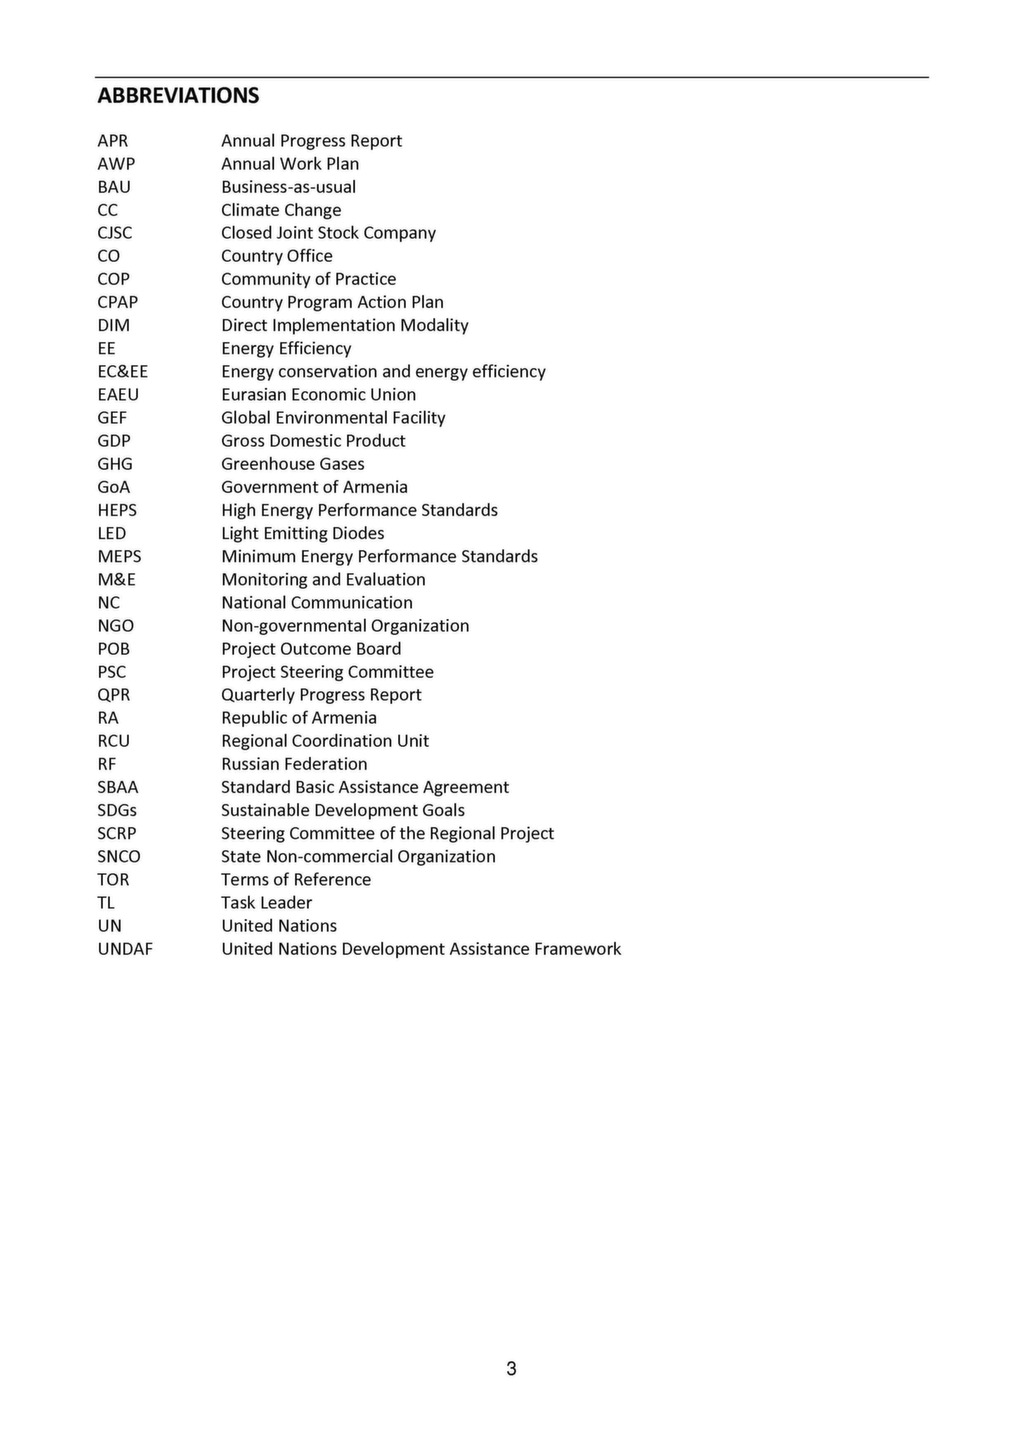 ABBREVIATIONS
APR Annual Progress Report
AWP Annual Work Plan
BAU Business-as-usual
CC Climate Change
CJSC Closed Joint Stock Company
CO Country Office
COP Community of Practice
CPAP Country Program Action Plan
DIM Direct Implementation Modality
EE Energy Efficiency
EC&EE Energy conservation and energy efficiency
EAEU Eurasian Economic Union
GEF Global Environmental Facility
GDP Gross Domestic Product
GHG Greenhouse Gases
GoA Government of Armenia
HEPS High Energy Performance Standards
LED Light Emitting Diodes
MEPS Minimum Energy Performance Standards
M&E Monitoring and Evaluation
NC National Communication
NGO Non-governmental Organization
POB Project Outcome Board
PSC Project Steering Committee
QPR Quarterly Progress Report
RA Republic of Armenia
RCU Regional Coordination Unit
RF Russian Federation
SBAA Standard Basic Assistance Agreement
SDGs Sustainable Development Goals
SCRP Steering Committee of the Regional Project
SNCO State Non-commercial Organization
TOR Terms of Reference
TL Task Leader
UN United Nations
UNDAF United Nations Development Assistance Framework
3